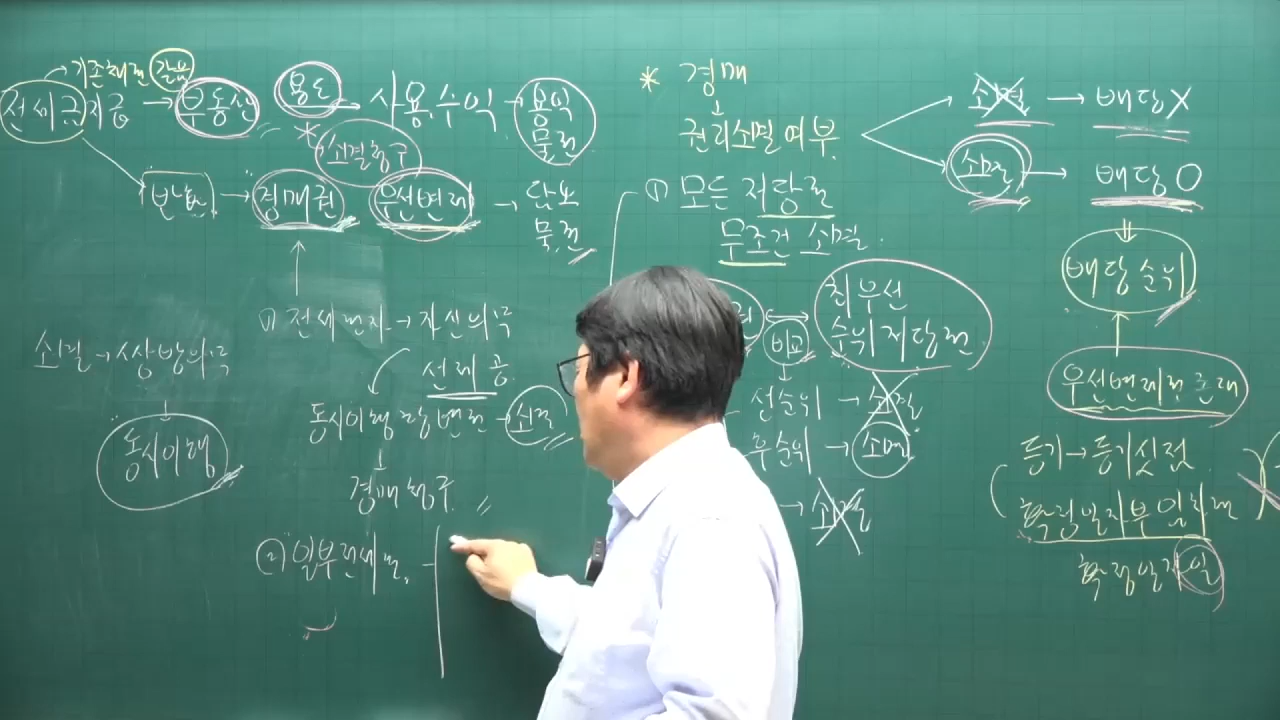 기존채권 갈음
전세금지급 → 부동산 용도 사용.수익 → 용익
물권
* 소멸청구
"반환" → 경매권 우선변제 → 담보
물권
① 전세권자 → 자신의무
선제공
동시이행항변권 → 소멸
↓
경매청구
② "일부전세권,
소멸 → 상방의무
↓
동시이행
* 경매
↓
권리소멸여부
소멸 → 배당X
소멸 → 배당O
배당순위
우선변제권존재
등기 → 등기시점
확정일자부임차권
확정일자일
① 모든 저당권
무조건 소멸.
비교
최우선
순위저당권
선순위 → 소멸
후순위 → 소멸
→ 소멸